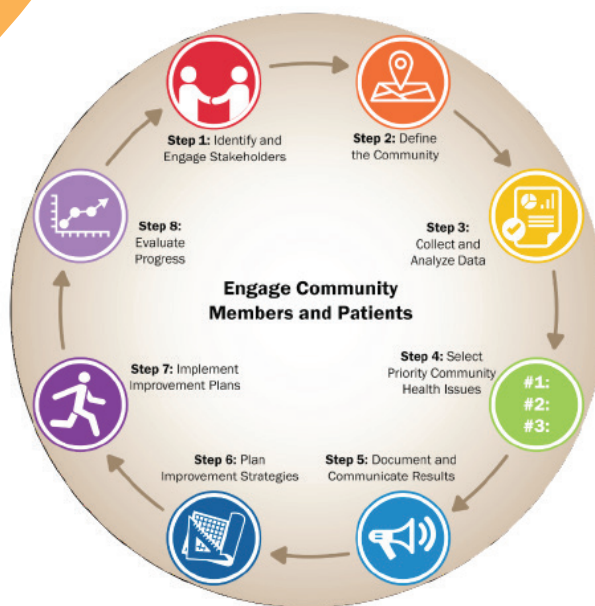 Step 1: Identify and
Engage Stakeholders
Step 2: Define
the Community
Step 3:
Collect and
Analyze Data
Step 4: Select
Priority Community
Health Issues
#1:
#2:
#3:
Step 5: Document and
Communicate Results
Step 6: Plan
Improvement Strategies
Step 7: Implement
Improvement Plans
Step 8:
Evaluate
Progress
Engage Community
Members and Patients